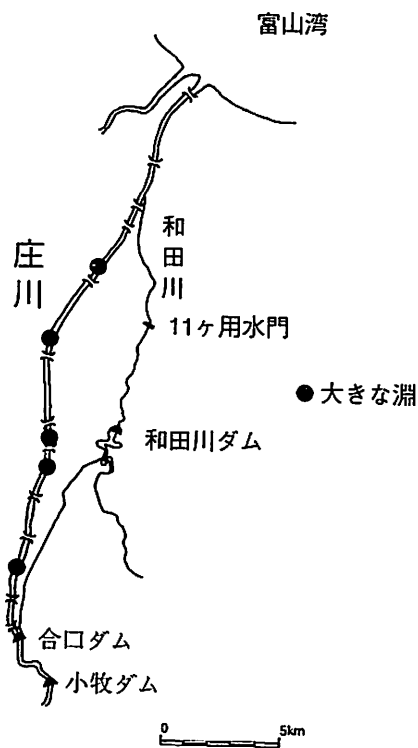 富山湾
和田川
庄川
11ヶ用水門
●大きな淵
和田川ダム
合口ダム
小牧ダム
0 5km